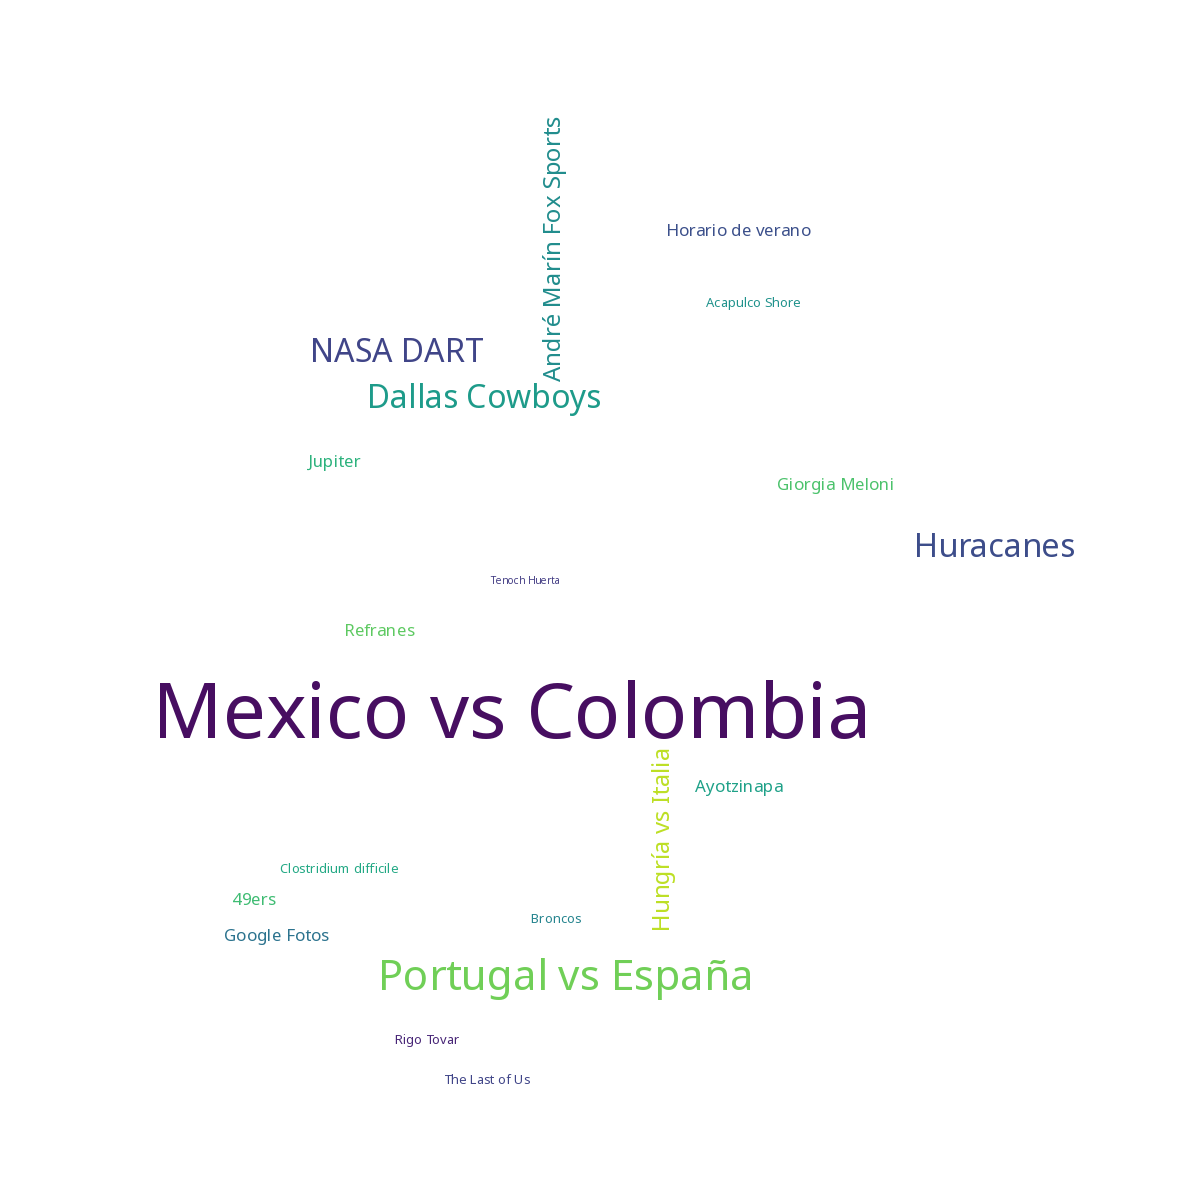 André Marín Fox Sports
Horario de verano
Acapulco Shore
NASA DART
Dallas Cowboys
Jupiter
Giorgia Meloni
Huracanes
Tenoch Huerta
Refranes
Mexico vs Colombia
Hungría vs Italia
Ayotzinapa
Clostridium difficile
49ers
Broncos
Google Fotos
Portugal vs España
Rigo Tovar
The Last of Us